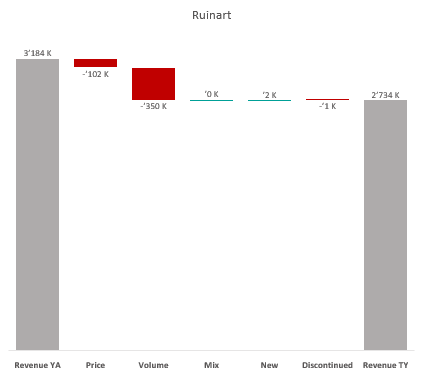 Ruinart
3'184 K
-'102 K
-'350 K
'0 K
'2 K
-'1 K
2'734 K
Revenue YA
Price
Volume
Mix
New
Discontinued
Revenue TY